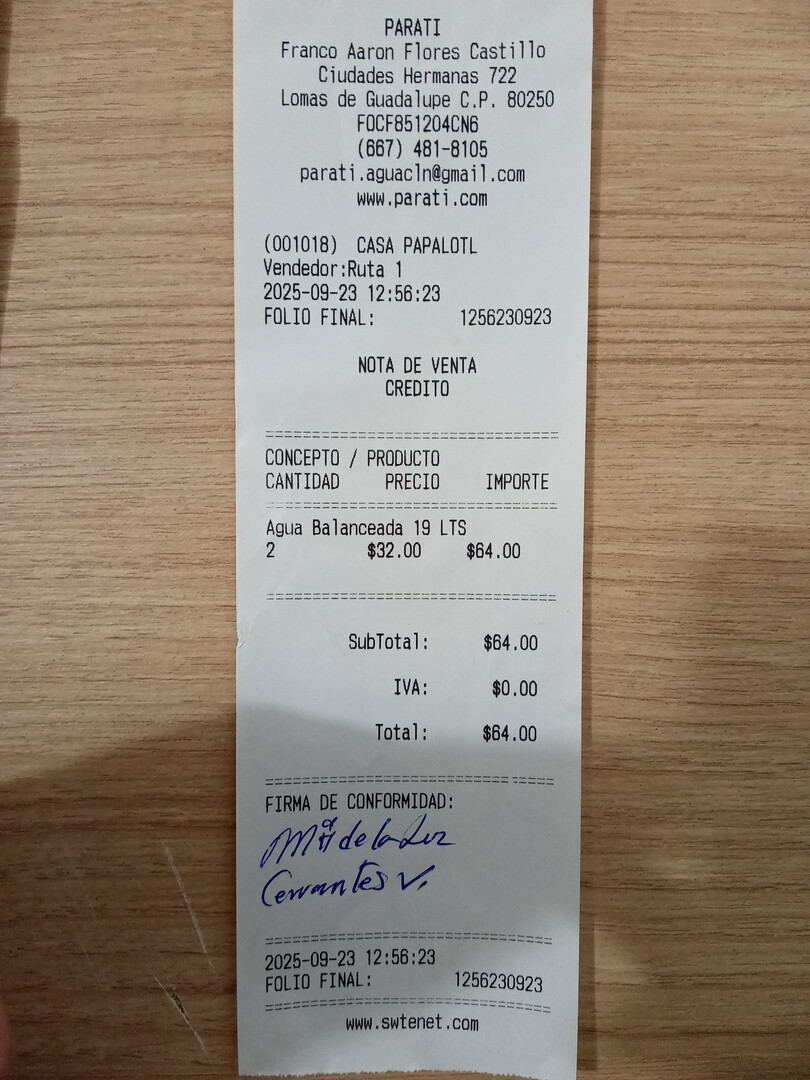 PARATI
Franco Aaron Flores Castillo
Ciudades Hermanas 722
Lomas de Guadalupe C.P. 80250
FOCF851204CN6
(667) 481-8105
parati.aguacln@gmail.com
www.parati.com
(001018) CASA PAPALOTL
Vendedor:Ruta 1
2025-09-23 12:56:23
FOLIO FINAL: 1256230923
NOTA DE VENTA
CREDITO
CONCEPTO / PRODUCTO
CANTIDAD PRECIO IMPORTE
Agua Balanceada 19 LTS
2 $32.00 $64.00
SubTotal: $64.00
IVA: $0.00
Total: $64.00
FIRMA DE CONFORMIDAD:
Mª de la Luz
Cervantes V.
2025-09-23 12:56:23
FOLIO FINAL: 1256230923
www.swtenet.com